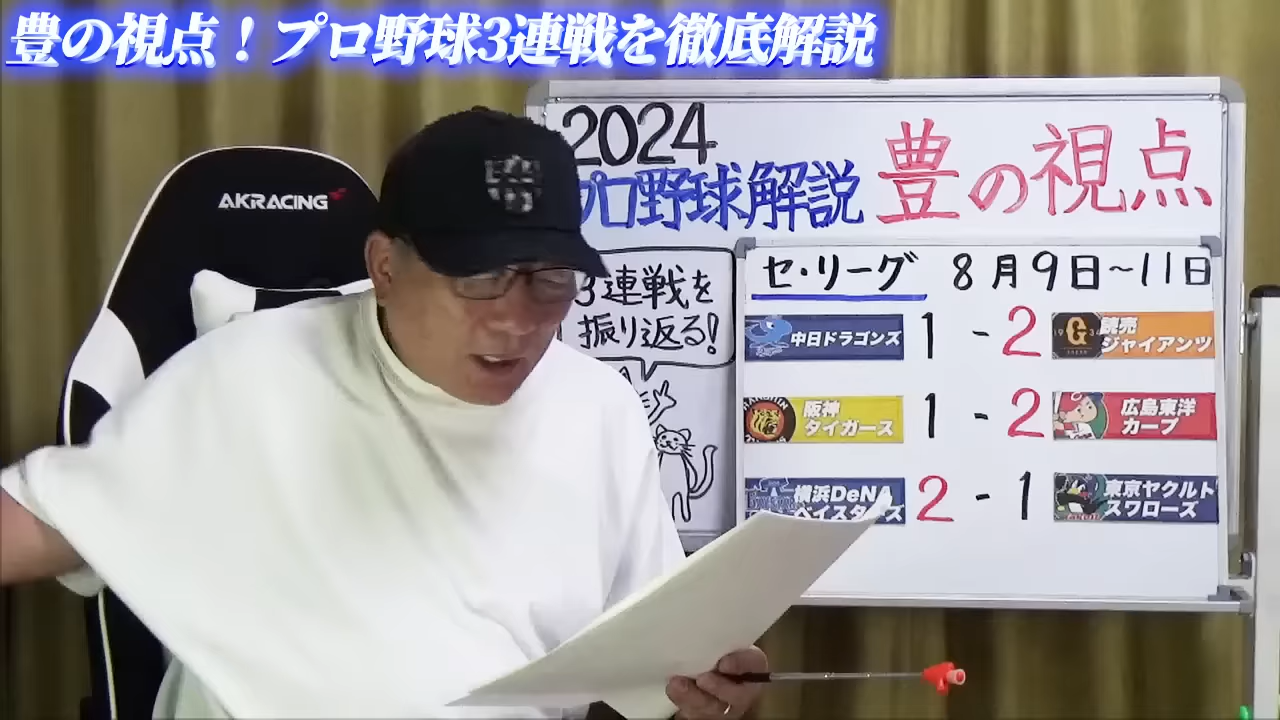 豊の視点！プロ野球3連戦を徹底解説
AKRACING
2024
プロ野球解説
豊の視点
3連戦を
振り返る!
セ・リーグ 8月9日~11日
中日ドラゴンズ 1 - 2 読売
ジャイアンツ
阪神
タイガース 1 - 2 広島東洋
カープ
横浜DeNA
ベイスターズ 2 - 1 東京ヤクルト
スワローズ